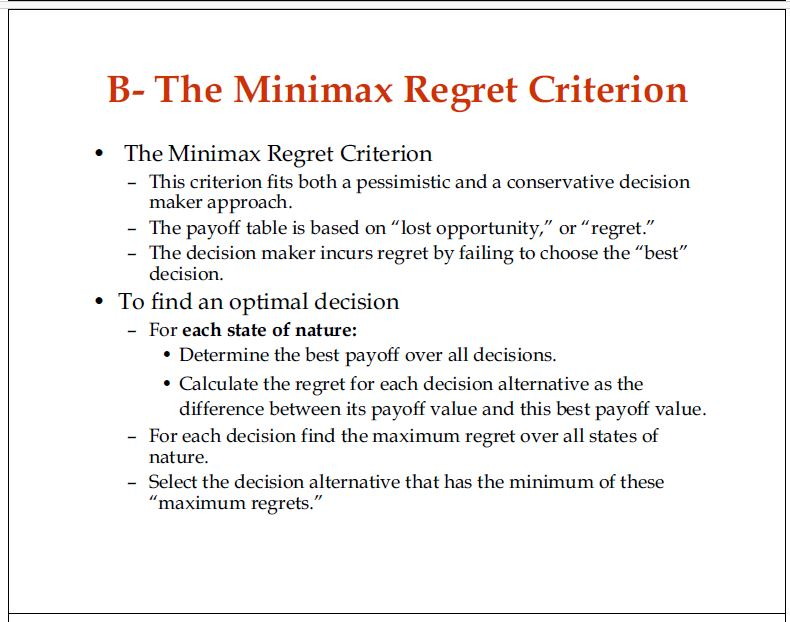 B- The Minimax Regret Criterion
• The Minimax Regret Criterion
– This criterion fits both a pessimistic and a conservative decision
maker approach.
– The payoff table is based on “lost opportunity,” or “regret.”
– The decision maker incurs regret by failing to choose the “best”
decision.
• To find an optimal decision
– For each state of nature:
• Determine the best payoff over all decisions.
• Calculate the regret for each decision alternative as the
difference between its payoff value and this best payoff value.
– For each decision find the maximum regret over all states of
nature.
– Select the decision alternative that has the minimum of these
“maximum regrets.”